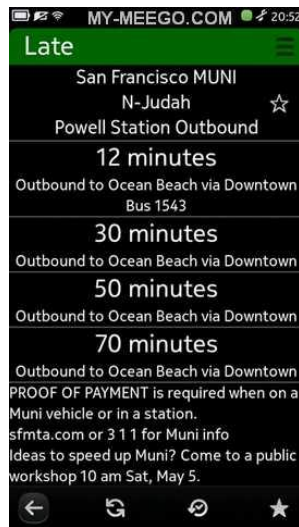 MY-MEEGO.COM 20:52
Late
San Francisco MUNI
N-Judah
Powell Station Outbound
12 minutes
Outbound to Ocean Beach via Downtown
Bus 1543
30 minutes
Outbound to Ocean Beach via Downtown
50 minutes
Outbound to Ocean Beach via Downtown
70 minutes
Outbound to Ocean Beach via Downtown
PROOF OF PAYMENT is required when on a
Muni vehicle or in a station.
sfmta.com or 3 1 1 for Muni info
Ideas to speed up Muni? Come to a public
workshop 10 am Sat, May 5.